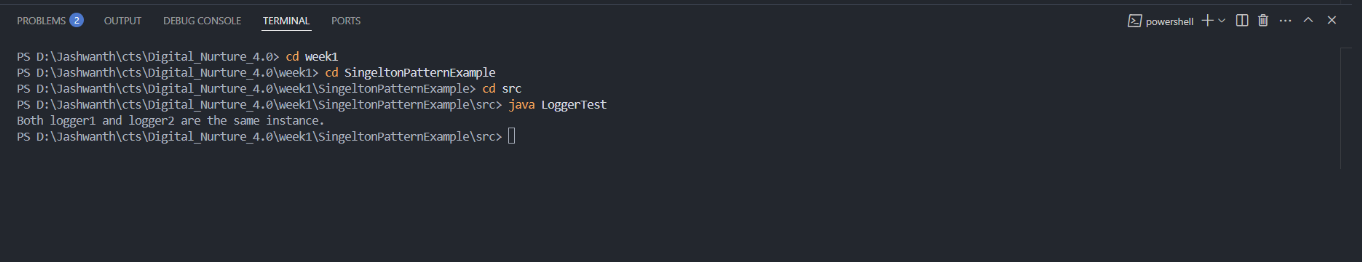 PROBLEMS 2 OUTPUT DEBUG CONSOLE TERMINAL PORTS powershell
PS D:\Jashwanth\cts\Digital_Nurture_4.0> cd week1
PS D:\Jashwanth\cts\Digital_Nurture_4.0\week1> cd SingeltonPatternExample
PS D:\Jashwanth\cts\Digital_Nurture_4.0\week1\SingeltonPatternExample> cd src
PS D:\Jashwanth\cts\Digital_Nurture_4.0\week1\SingeltonPatternExample\src> java LoggerTest
Both logger1 and logger2 are the same instance.
PS D:\Jashwanth\cts\Digital_Nurture_4.0\week1\SingeltonPatternExample\src>